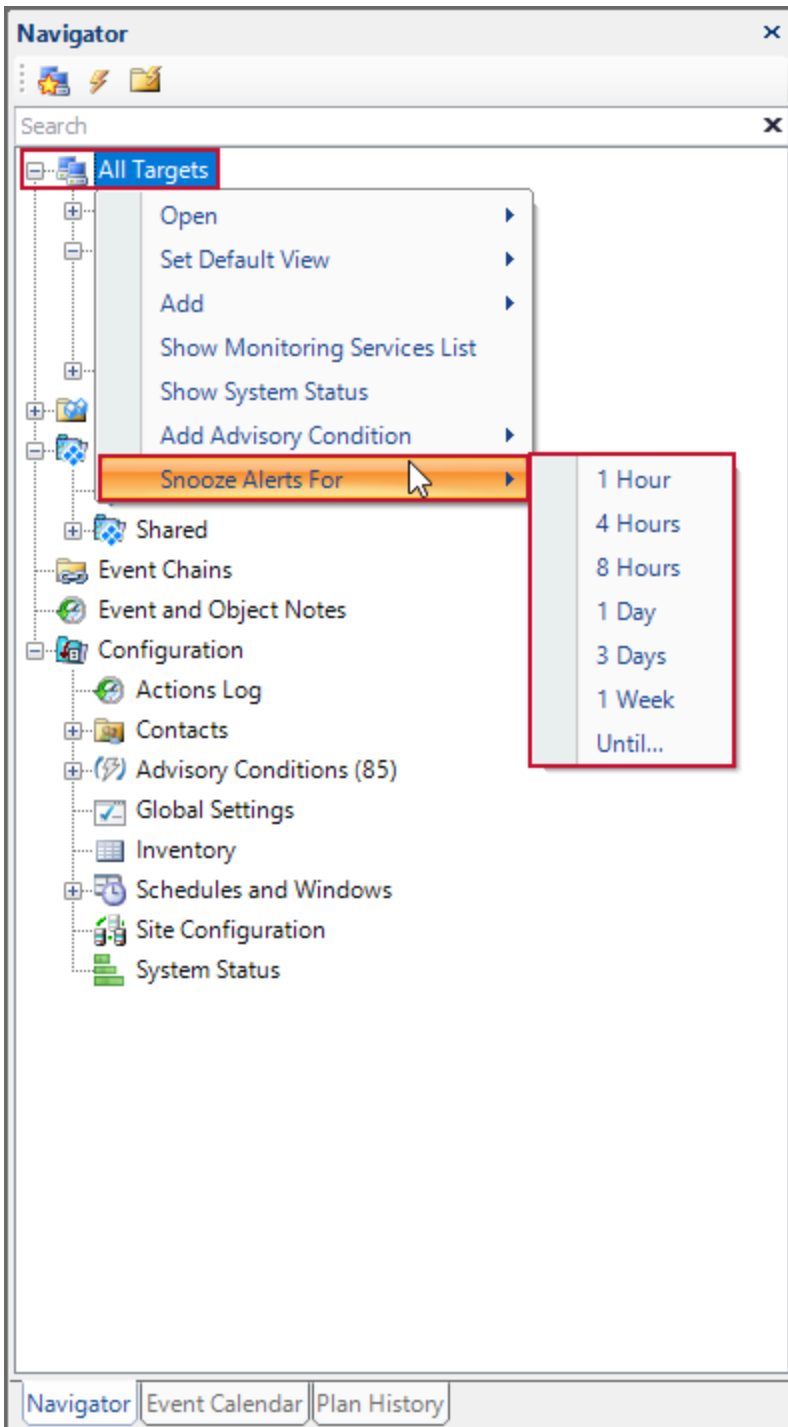 Navigator
Search
All Targets
Open
Set Default View
Add
Show Monitoring Services List
Show System Status
Add Advisory Condition
Snooze Alerts For
1 Hour
4 Hours
8 Hours
1 Day
3 Days
1 Week
Until...
Shared
Event Chains
Event and Object Notes
Configuration
Actions Log
Contacts
Advisory Conditions (85)
Global Settings
Inventory
Schedules and Windows
Site Configuration
System Status
Navigator Event Calendar Plan History